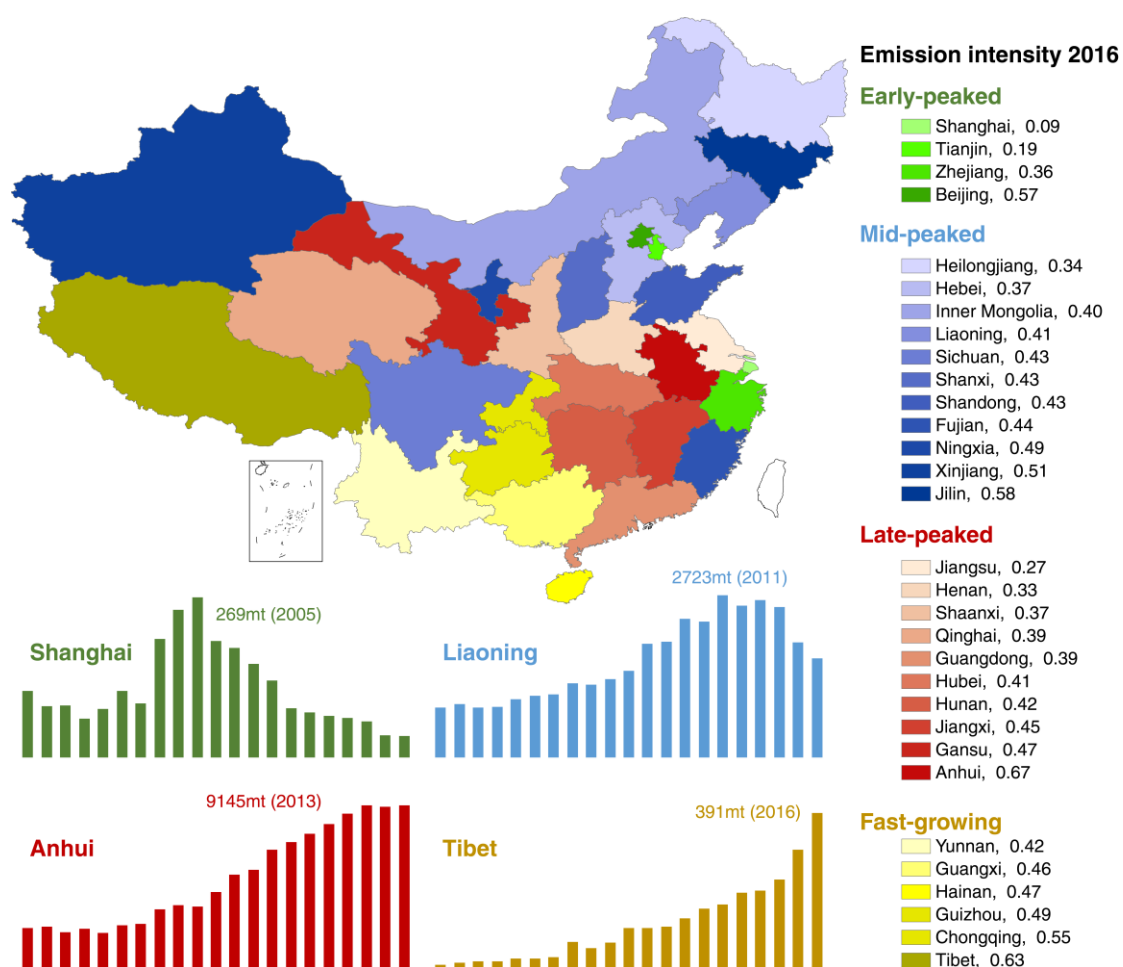 Emission intensity 2016
Early-peaked
Shanghai, 0.09
Tianjin, 0.19
Zhejiang, 0.36
Beijing, 0.57
Mid-peaked
Heilongjiang, 0.34
Hebei, 0.37
Inner Mongolia, 0.40
Liaoning, 0.41
Sichuan, 0.43
Shanxi, 0.43
Shandong, 0.43
Fujian, 0.44
Ningxia, 0.49
Xinjiang, 0.51
Jilin, 0.58
Late-peaked
Jiangsu, 0.27
Henan, 0.33
Shaanxi, 0.37
Qinghai, 0.39
Guangdong, 0.39
Hubei, 0.41
Hunan, 0.42
Jiangxi, 0.45
Gansu, 0.47
Anhui, 0.67
Fast-growing
Yunnan, 0.42
Guangxi, 0.46
Hainan, 0.47
Guizhou, 0.49
Chongqing, 0.55
Tibet, 0.63
Shanghai
269mt (2005)
Liaoning
2723mt (2011)
Anhui
9145mt (2013)
Tibet
391mt (2016)